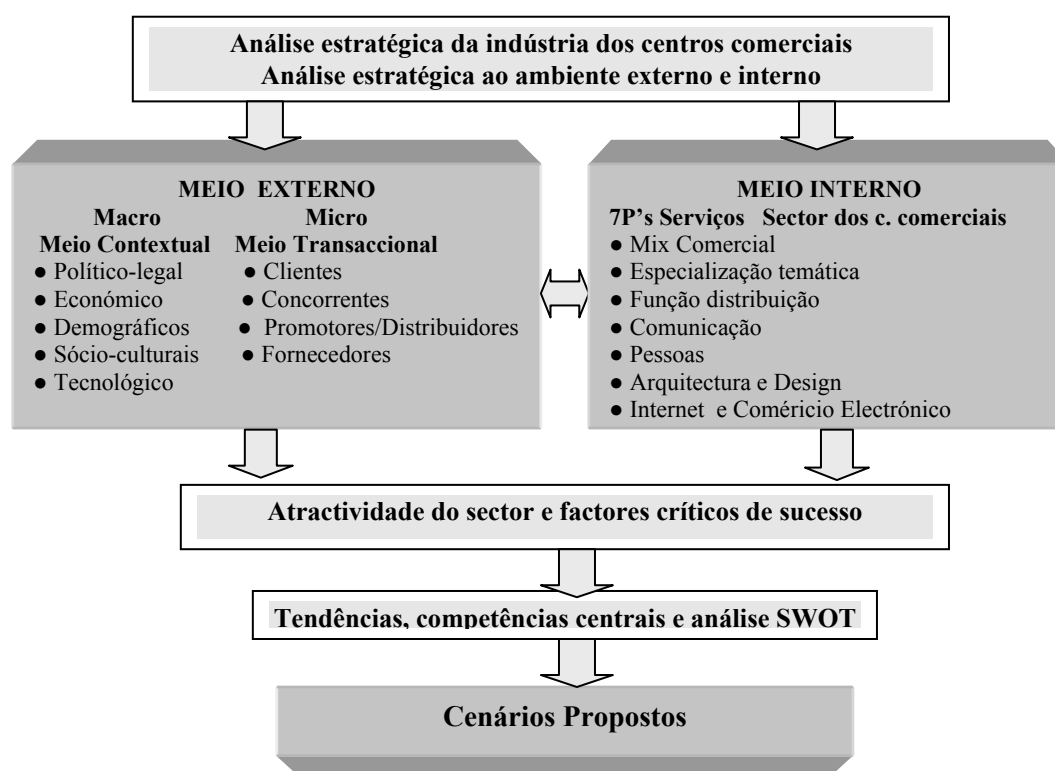 Análise estratégica da indústria dos centros comerciais
Análise estratégica ao ambiente externo e interno
MEIO EXTERNO
Macro Micro
Meio Contextual Meio Transaccional
● Político-legal ● Clientes
● Económico ● Concorrentes
● Demográficos ● Promotores/Distribuidores
● Sócio-culturais ● Fornecedores
● Tecnológico
MEIO INTERNO
7P's Serviços Sector dos c. comerciais
● Mix Comercial
● Especialização temática
● Função distribuição
● Comunicação
● Pessoas
● Arquitectura e Design
● Internet e Coméricio Electrónico
Atractividade do sector e factores críticos de sucesso
Tendências, competências centrais e análise SWOT
Cenários Propostos